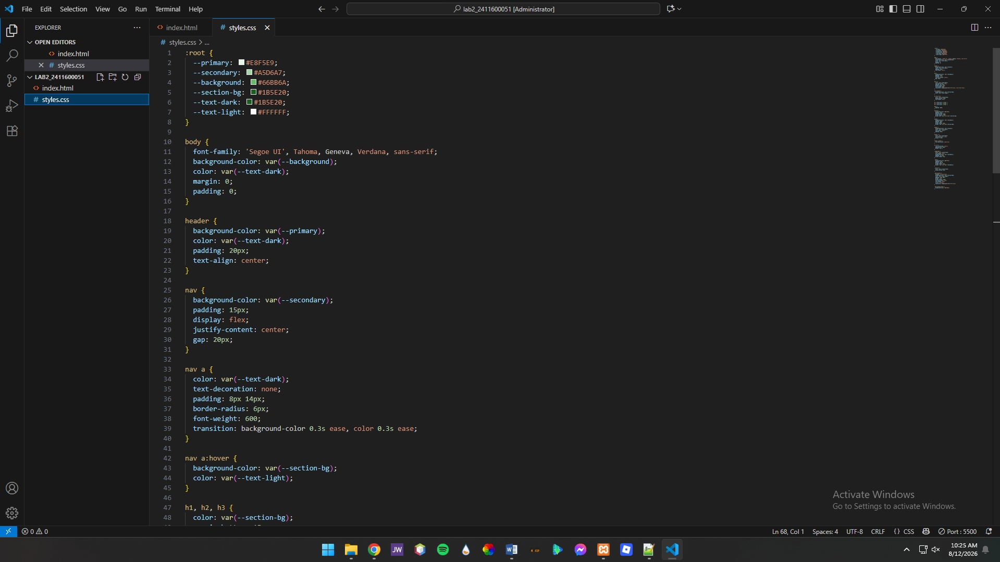 File Edit Selection View Go Run Terminal Help
lab2_2411600051 [Administrator]
EXPLORER
OPEN EDITORS
index.html
styles.css
LAB2_2411600051
index.html
styles.css
index.html
styles.css
styles.css > ...
1 :root {
2 --primary: #E8F5E9;
3 --secondary: #A5D6A7;
4 --background: #66BB6A;
5 --section-bg: #1B5E20;
6 --text-dark: #1B5E20;
7 --text-light: #FFFFFF;
8 }
9
10 body {
11 font-family: 'Segoe UI', Tahoma, Geneva, Verdana, sans-serif;
12 background-color: var(--background);
13 color: var(--text-dark);
14 margin: 0;
15 padding: 0;
16 }
17
18 header {
19 background-color: var(--primary);
20 color: var(--text-dark);
21 padding: 20px;
22 text-align: center;
23 }
24
25 nav {
26 background-color: var(--secondary);
27 padding: 15px;
28 display: flex;
29 justify-content: center;
30 gap: 20px;
31 }
32
33 nav a {
34 color: var(--text-dark);
35 text-decoration: none;
36 padding: 8px 14px;
37 border-radius: 6px;
38 font-weight: 600;
39 transition: background-color 0.3s ease, color 0.3s ease;
40 }
41
42 nav a:hover {
43 background-color: var(--section-bg);
44 color: var(--text-light);
45 }
46
47 h1, h2, h3 {
48 color: var(--section-bg);
Activate Windows
Go to Settings to activate Windows.
0 0
Ln 68, Col 1 Spaces: 4 UTF-8 CRLF {} CSS Port : 5500
JW
10:25 AM
8/12/2026